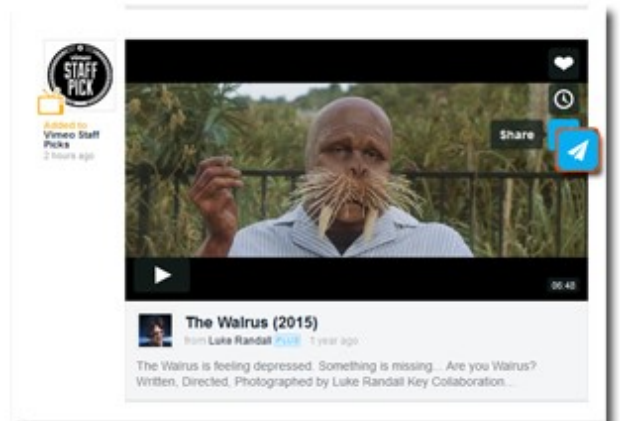 STAFF
PICK
Added to
Vimeo Staff
Picks
2 hours ago
Share
06:48
The Walrus (2015)
from Luke Randall PLUS 1 year ago
The Walrus is feeling depressed. Something is missing... Are you Walrus?
Written, Directed, Photographed by Luke Randall Key Collaboration...